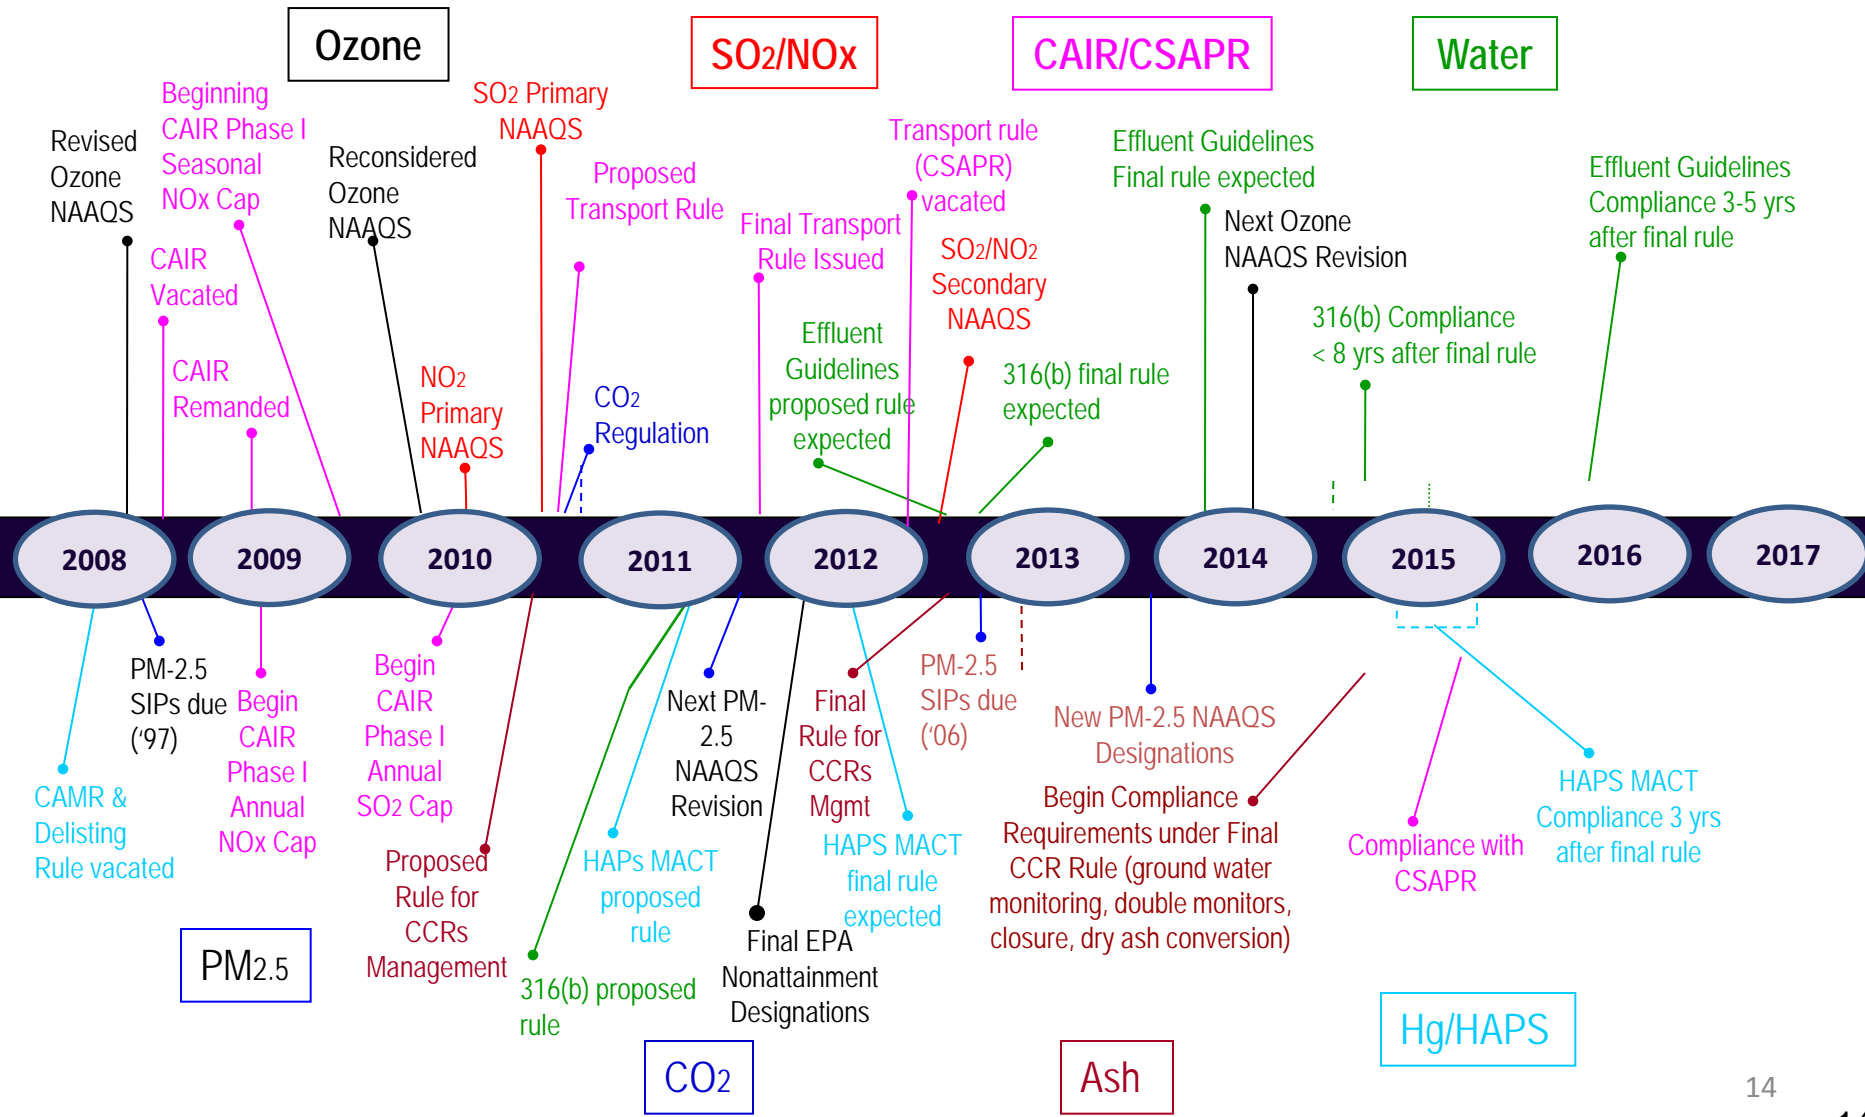 Ozone
SO2/NOx
CAIR/CSAPR
Water
Beginning
CAIR Phase I
Seasonal
NOx Cap
SO2 Primary
NAAQS
Revised
Ozone
NAAQS
Reconsidered
Ozone
NAAQS
Proposed
Transport Rule
Transport rule
(CSAPR)
vacated
Effluent Guidelines
Final rule expected
Effluent Guidelines
Compliance 3-5 yrs
after final rule
CAIR
Vacated
Final Transport
Rule Issued
SO2/NO2
Secondary
NAAQS
Next Ozone
NAAQS Revision
CAIR
Remanded
NO2
Primary
NAAQS
CO2
Regulation
Effluent
Guidelines
proposed rule
expected
316(b) final rule
expected
316(b) Compliance
< 8 yrs after final rule
2008
2009
2010
2011
2012
2013
2014
2015
2016
2017
PM-2.5
SIPs due
(‘97)
CAMR &
Delisting
Rule vacated
Begin
CAIR
Phase I
Annual
NOx Cap
Begin
CAIR
Phase I
Annual
SO2 Cap
Proposed
Rule for
CCRs
Management
316(b) proposed
rule
HAPs MACT
proposed
rule
Next PM-
2.5
NAAQS
Revision
Final EPA
Nonattainment
Designations
Final
Rule for
CCRs
Mgmt
HAPS MACT
final rule
expected
PM-2.5
SIPs due
(‘06)
New PM-2.5 NAAQS
Designations
Begin Compliance
Requirements under Final
CCR Rule (ground water
monitoring, double monitors,
closure, dry ash conversion)
Compliance with
CSAPR
HAPS MACT
Compliance 3 yrs
after final rule
PM2.5
CO2
Ash
Hg/HAPS
14